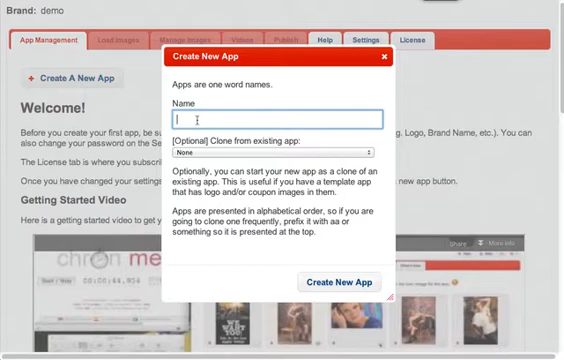 Brand: demo
App Management
Load Images
Manage Images
Videos
Publish
Help
Settings
License
Create New App
+ Create A New App
Apps are one word names.
Welcome!
Name
Before you create your first app, be su
g. Logo, Brand Name, etc.). You can
also change your password on the Se
[Optional] Clone from existing app:
None
The License tab is where you subscri
Optionally, you can start your new app as a clone of an
existing app. This is useful if you have a template app
that has logo and/or coupon images in them.
Once you have changed your settings
new app button.
Getting Started Video
Apps are presented in alphabetical order, so if you are
going to clone one frequently, prefix it with aa or
something so it is presented at the top.
Here is a getting started video to get y
Share
More info
chron me
Create New App
WE
WANT
YOU